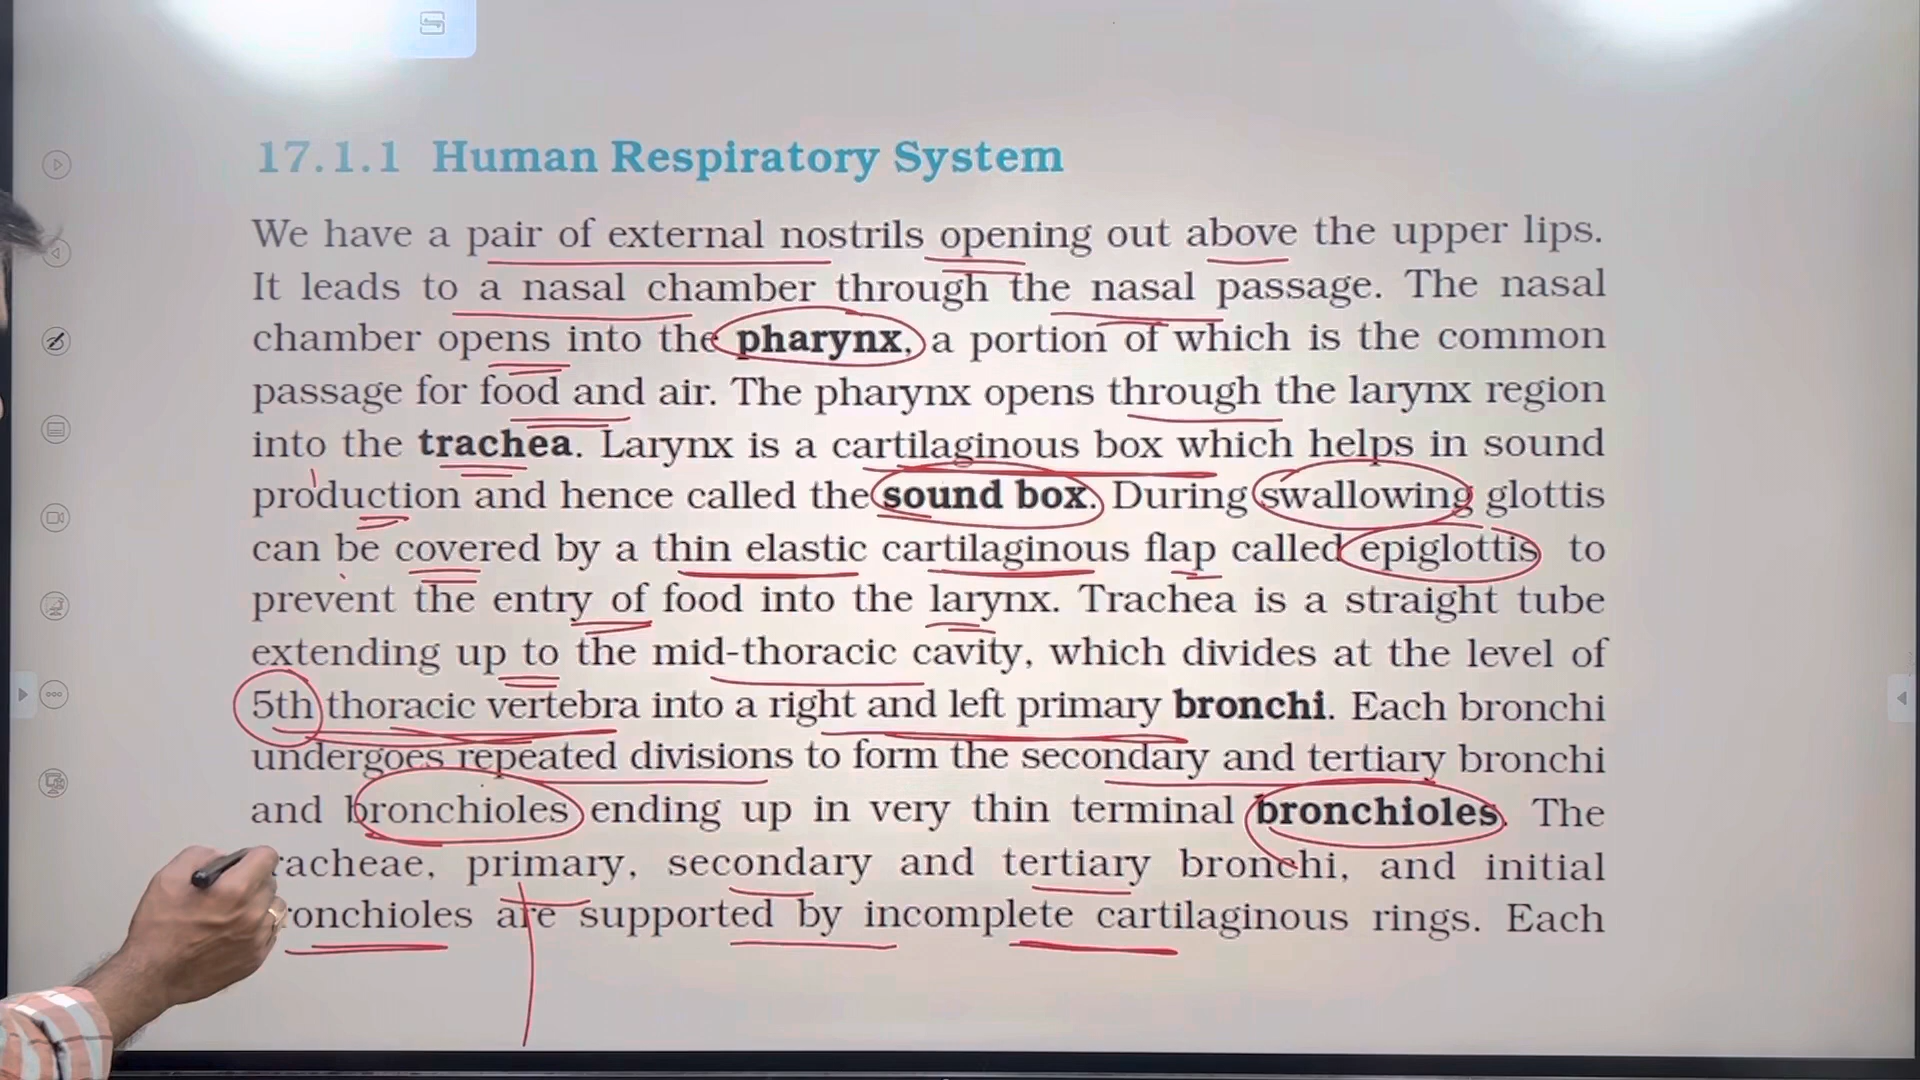 17.1.1 Human Respiratory System
We have a pair of external nostrils opening out above the upper lips.
It leads to a nasal chamber through the nasal passage. The nasal
chamber opens into the pharynx, a portion of which is the common
passage for food and air. The pharynx opens through the larynx region
into the trachea. Larynx is a cartilaginous box which helps in sound
production and hence called the sound box. During swallowing glottis
can be covered by a thin elastic cartilaginous flap called epiglottis to
prevent the entry of food into the larynx. Trachea is a straight tube
extending up to the mid-thoracic cavity, which divides at the level of
5th thoracic vertebra into a right and left primary bronchi. Each bronchi
undergoes repeated divisions to form the secondary and tertiary bronchi
and bronchioles ending up in very thin terminal bronchioles. The
racheae, primary, secondary and tertiary bronchi, and initial
ronchioles are supported by incomplete cartilaginous rings. Each